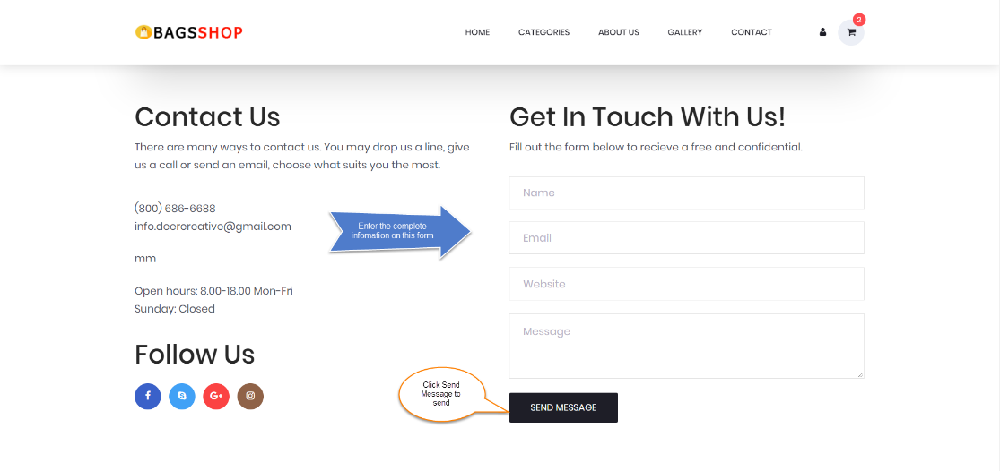 BAGSSHOP
HOME
CATEGORIES
ABOUT US
GALLERY
CONTACT
2
Contact Us
There are many ways to contact us. You may drop us a line, give
us a call or send an email, choose what suits you the most.
(800) 686-6688
info.deercreative@gmail.com
mm
Open hours: 8.00-18.00 Mon-Fri
Sunday: Closed
Follow Us
Enter the complete
infomation on this form
Get In Touch With Us!
Fill out the form below to recieve a free and confidential.
Name
Email
Website
Message
Click Send
Message to
send
SEND MESSAGE